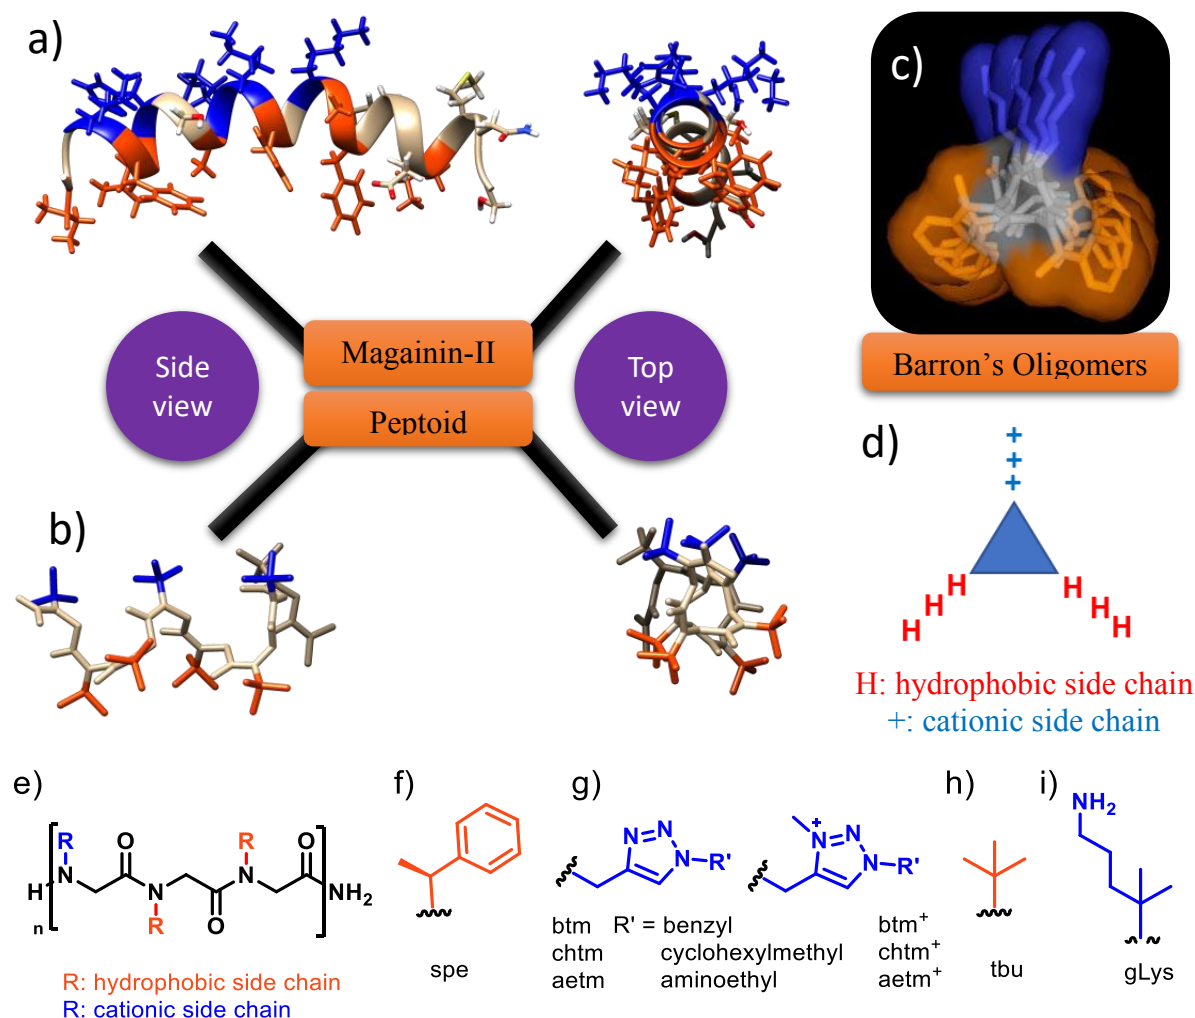 a)
c)
Side
view
Magainin-II
Peptoid
Top
view
Barron's Oligomers
b)
d)
+
+
+
H H
H H
H H
H: hydrophobic side chain
+: cationic side chain
e)
R O R O
H N N NH2
N O
n R
R: hydrophobic side chain
R: cationic side chain
f)
spe
g)
N N
N R'
N+ N
N R'
btm R' = benzyl btm+
chtm cyclohexylmethyl chtm+
aetm aminoethyl aetm+
h)
tbu
i)
NH2
gLys